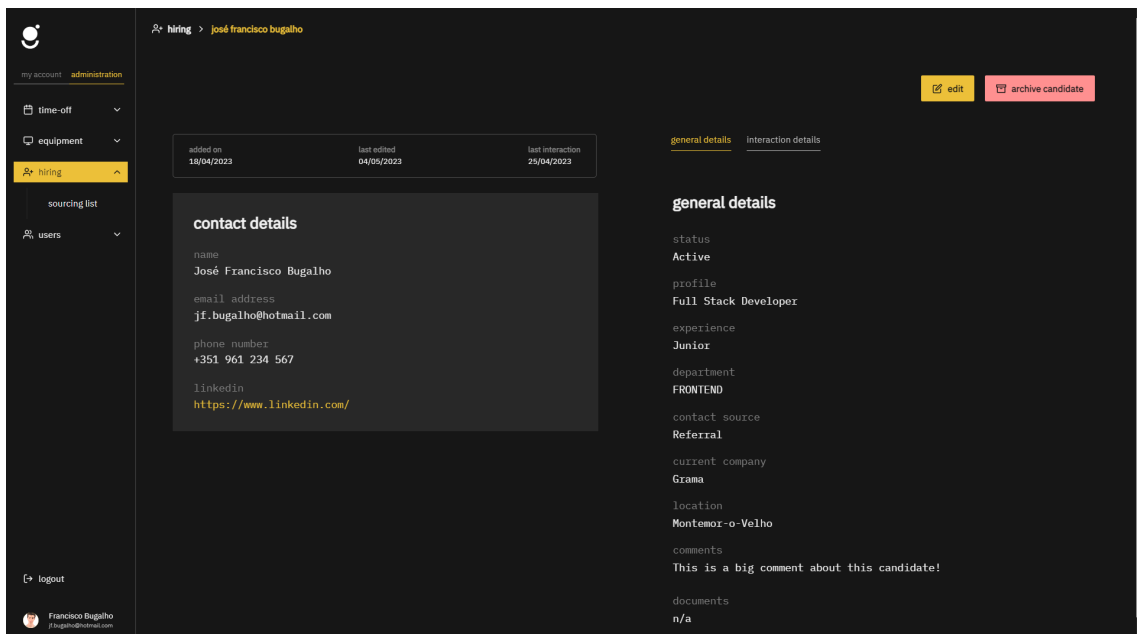 hiring > josé francisco bugalho
my account administration
edit
archive candidate
time-off
equipment
hiring
sourcing list
users
added on
18/04/2023
last edited
04/05/2023
last interaction
25/04/2023
contact details
name
José Francisco Bugalho
email address
jf.bugalho@hotmail.com
phone number
+351 961 234 567
linkedin
https://www.linkedin.com/
general details interaction details
general details
status
Active
profile
Full Stack Developer
experience
Junior
department
FRONTEND
contact source
Referral
current company
Grama
location
Montemor-o-Velho
comments
This is a big comment about this candidate!
documents
n/a
logout
Francisco Bugalho
jf.bugalho@hotmail.com